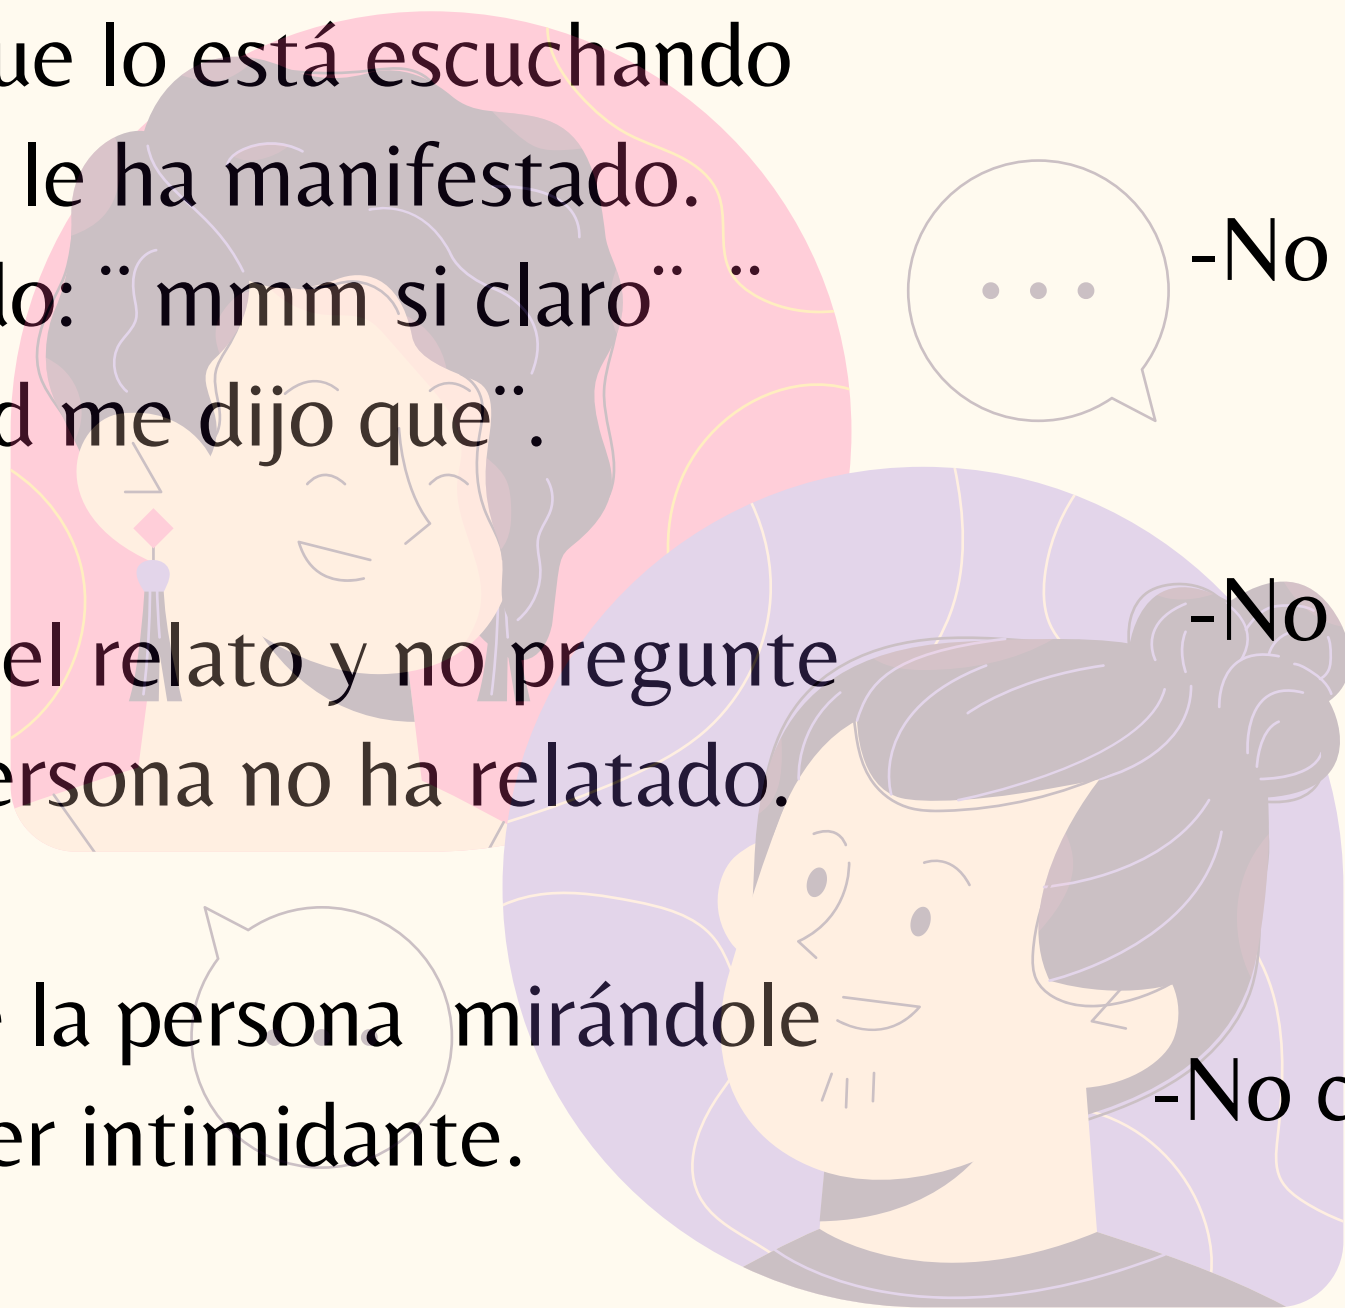 ue lo está escuchando
le ha manifestado.
do: ¨ mmm si claro¨ ¨
d me dijo que¨.
el relato y no pregunte
ersona no ha relatado.
e la persona  mirándole
er intimidante.
-No
-No
-No c